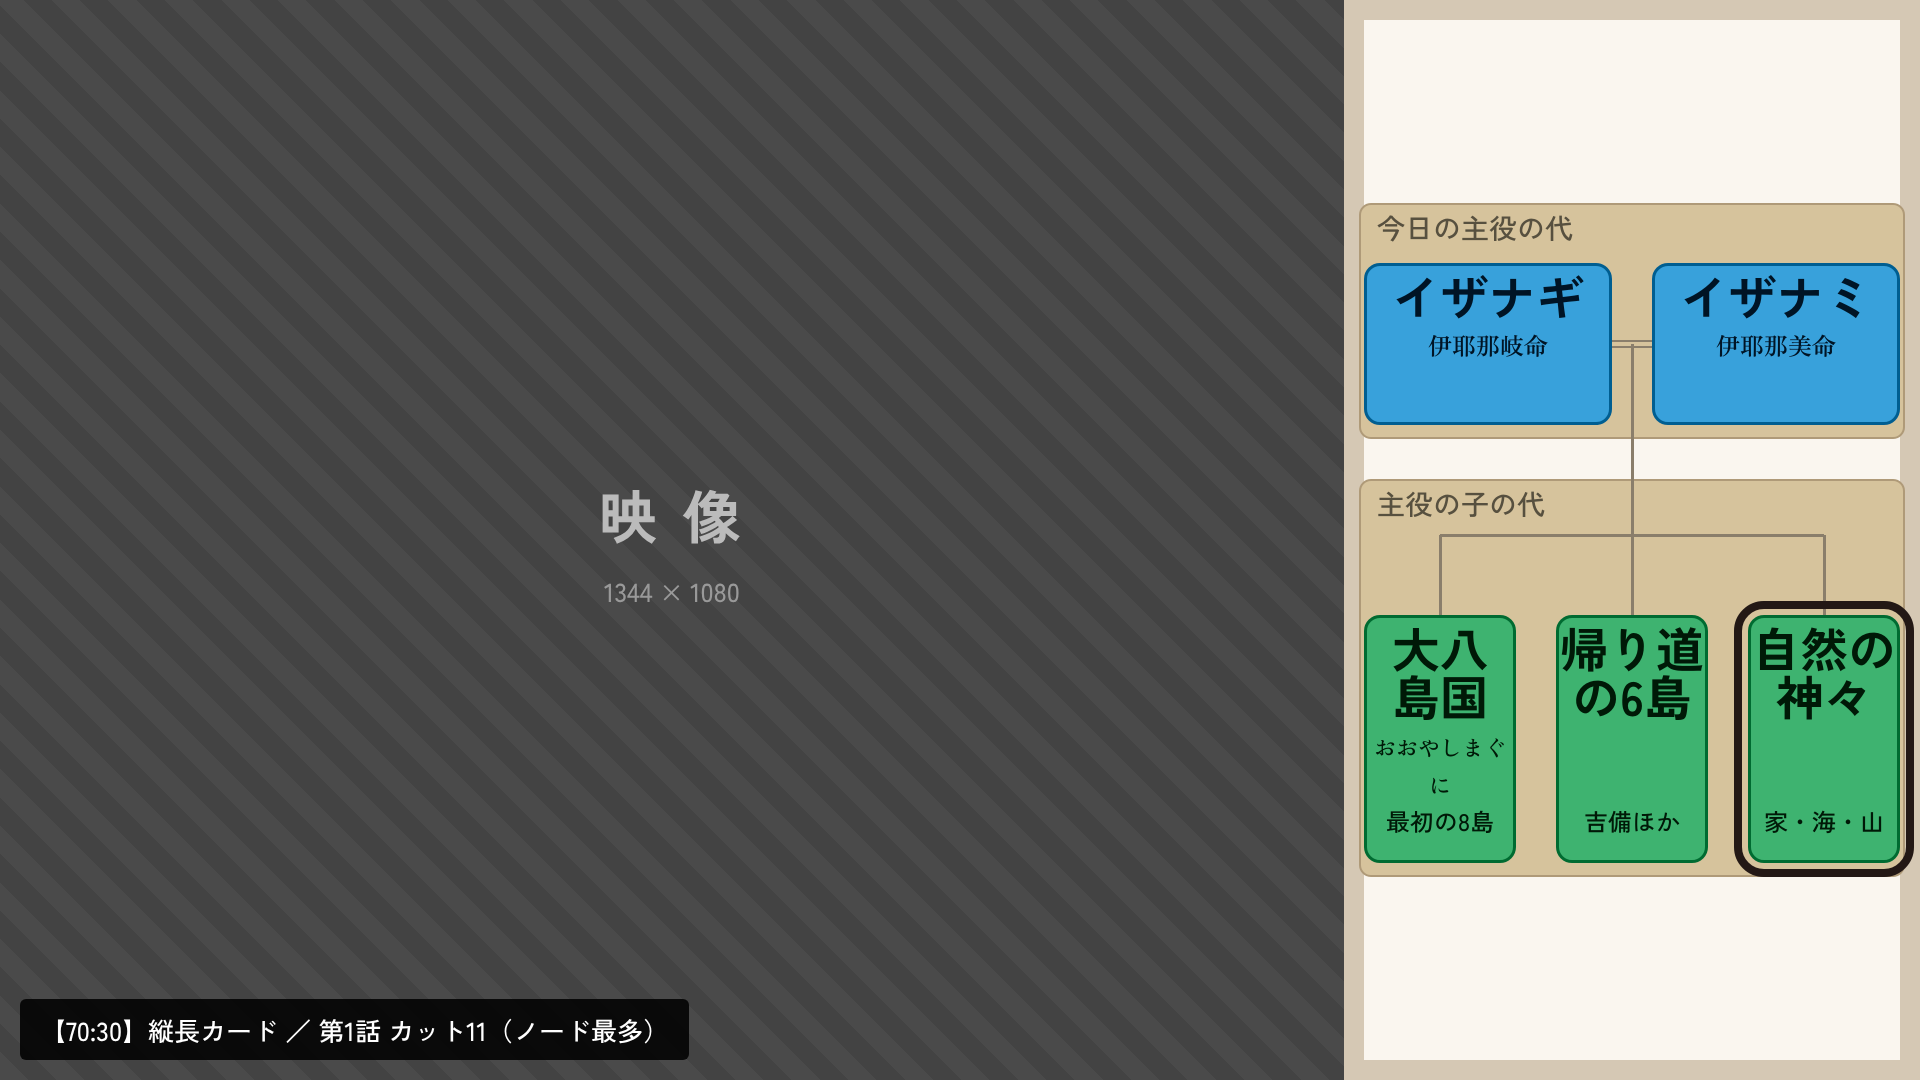 映 像
1344 × 1080
【70:30】縦長カード ／ 第1話 カット11（ノード最多）
今日の主役の代
イザナギ
伊耶那岐命
イザナミ
伊耶那美命
主役の子の代
大八
島国
おおやしまぐ
に
最初の8島
帰り道
の6島
吉備ほか
自然の
神々
家・海・山